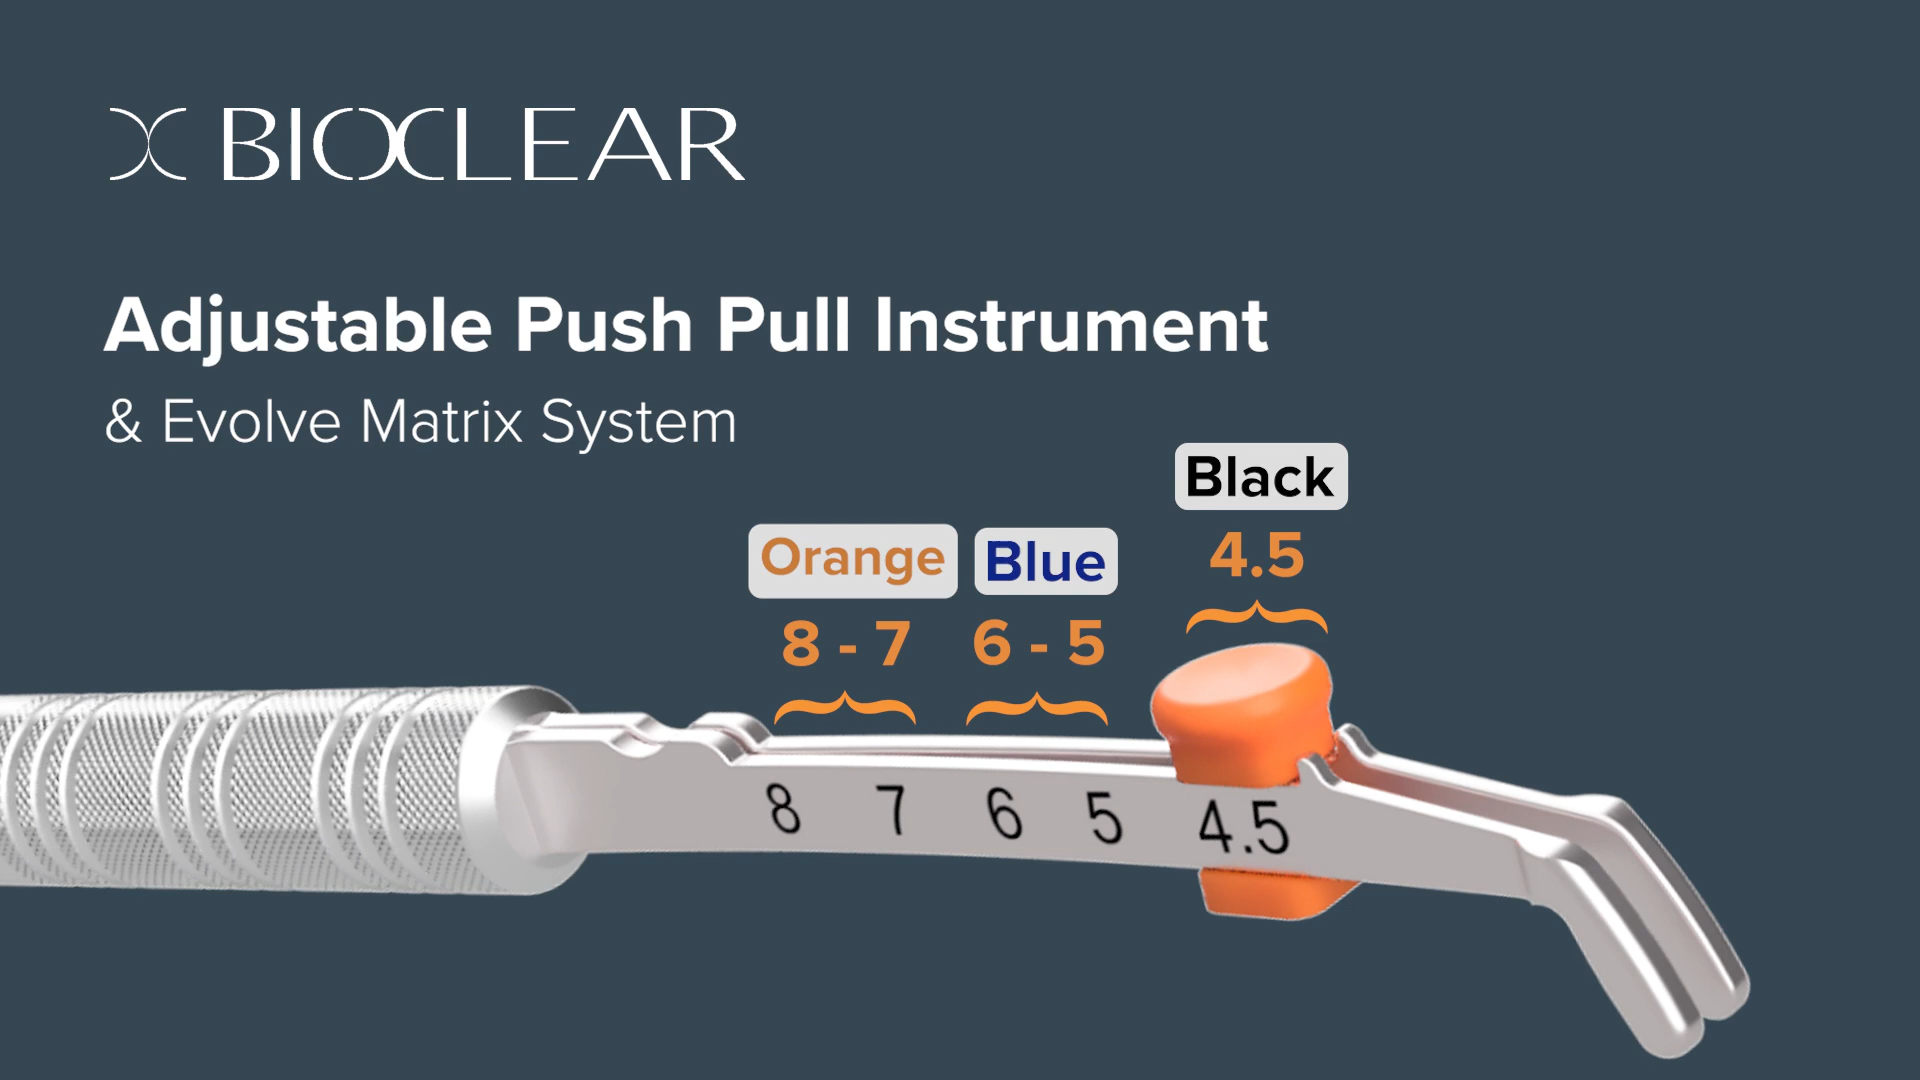 BIOCLEAR
Adjustable Push Pull Instrument
& Evolve Matrix System
Black
4.5
Orange
Blue
8 - 7
6 - 5
8 7 6 5 4.5